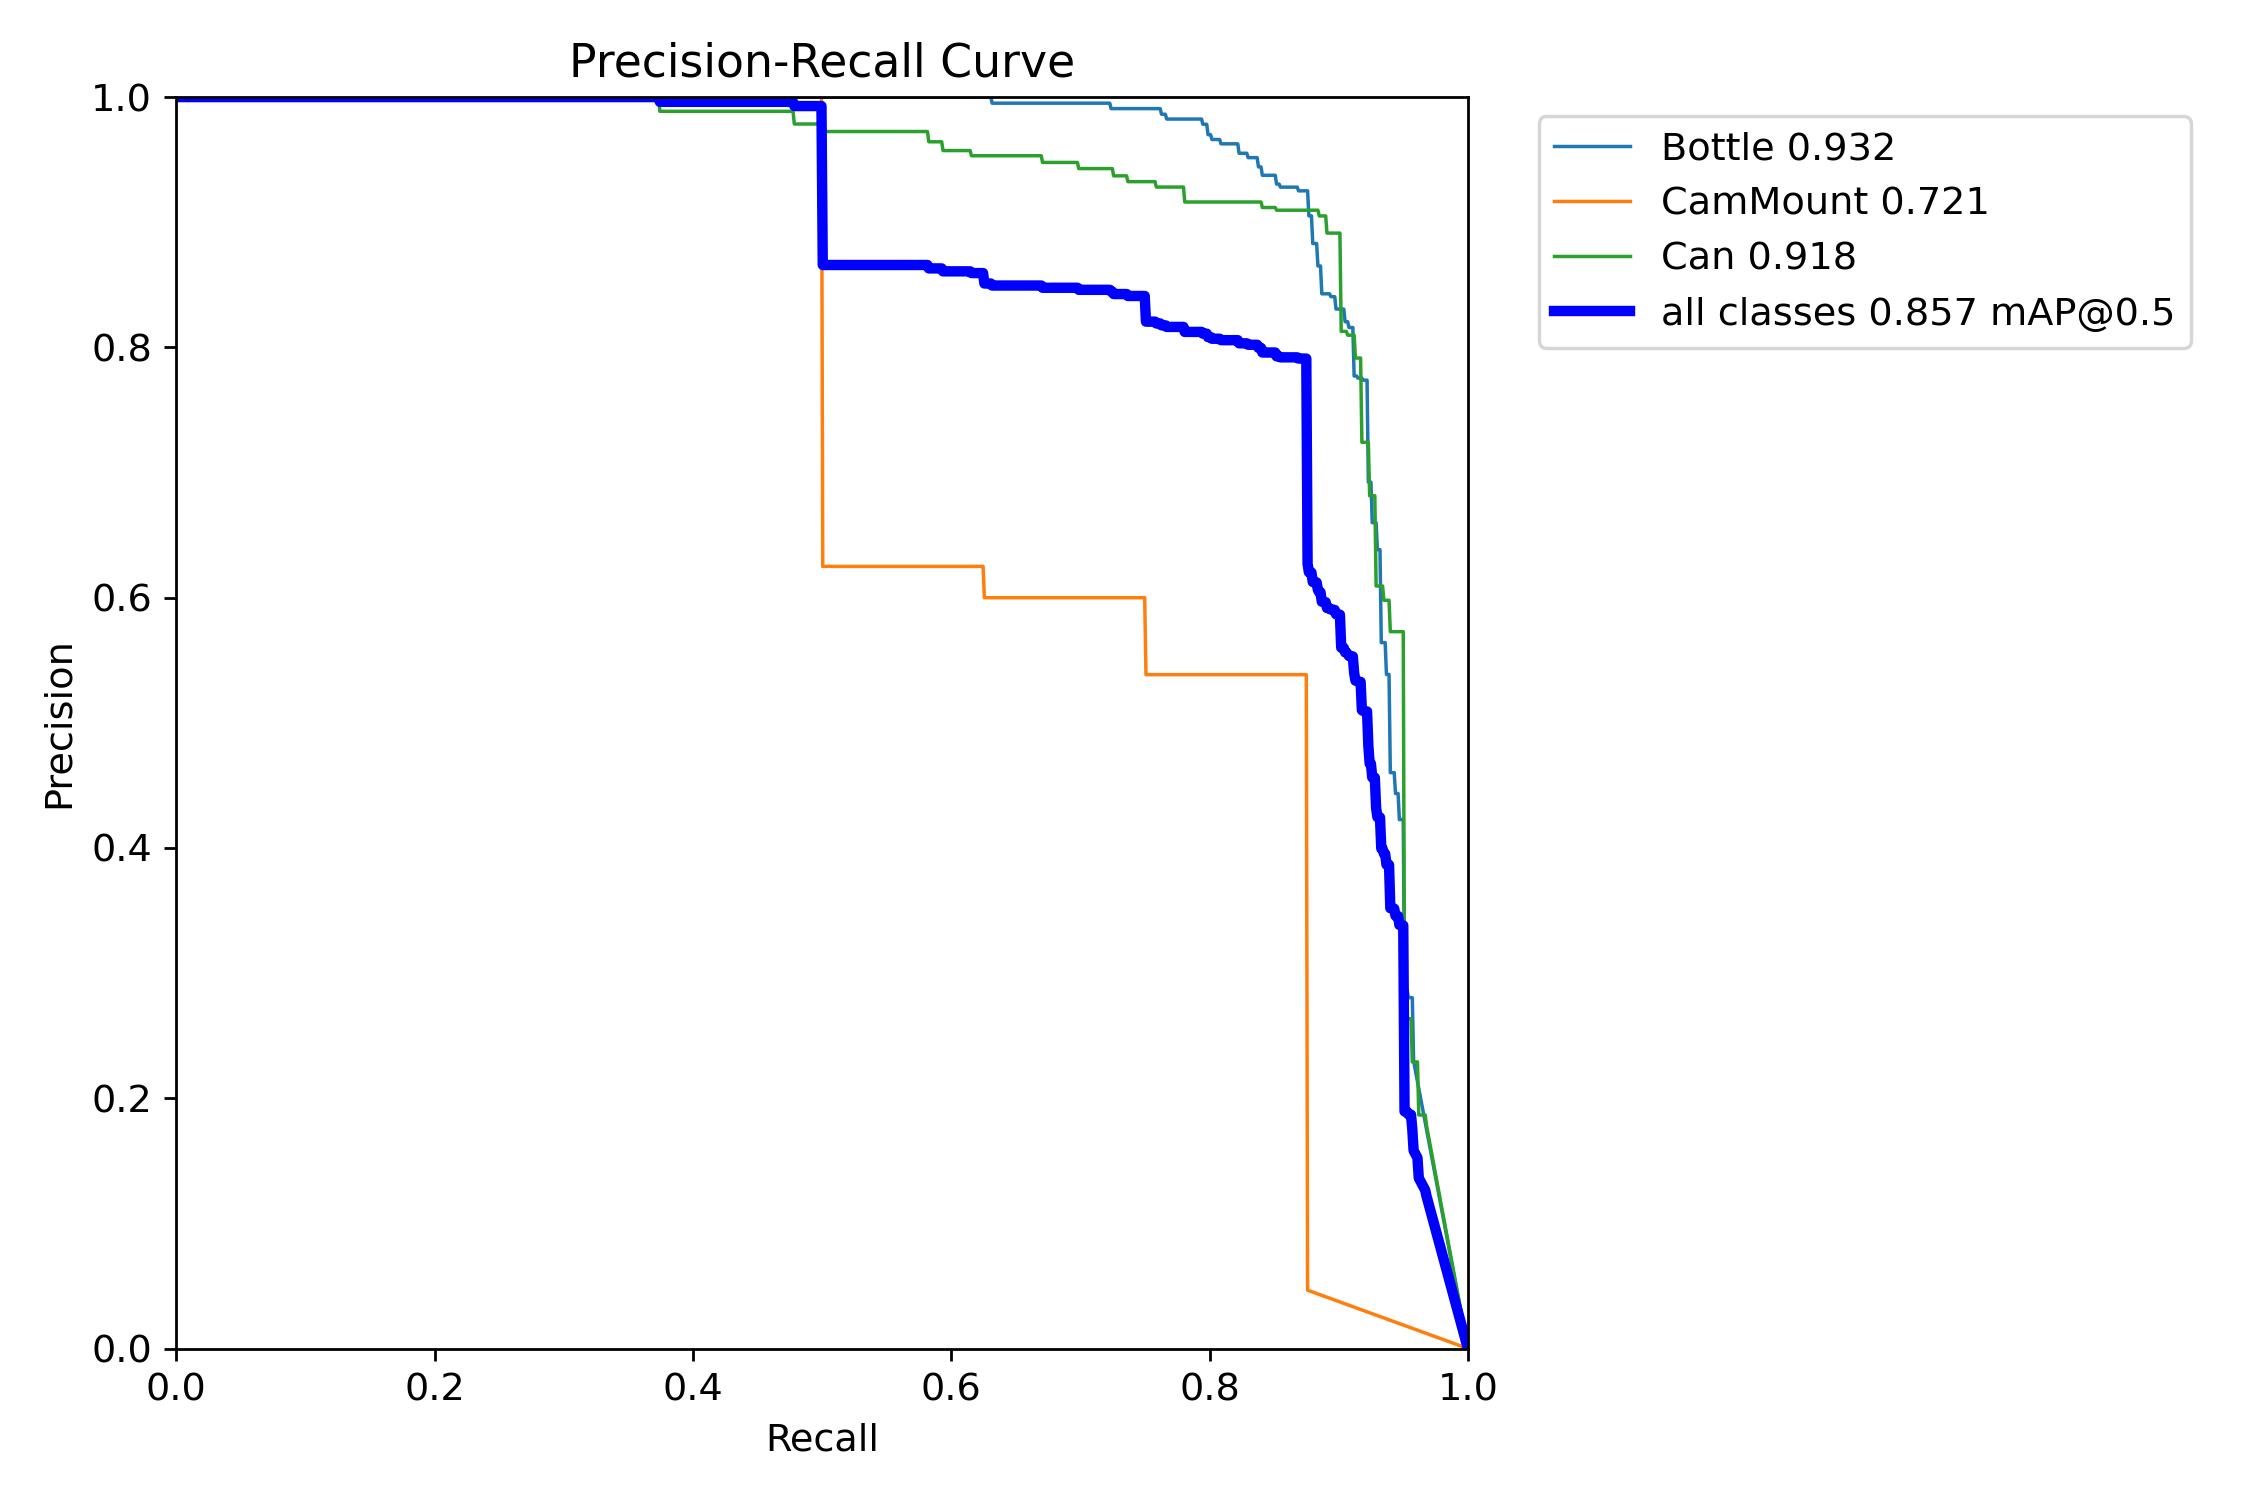 Precision-Recall Curve
1.0
0.8
0.6
0.4
0.2
0.0
Precision
0.0 0.2 0.4 0.6 0.8 1.0
Recall
Bottle 0.932
CamMount 0.721
Can 0.918
all classes 0.857 mAP@0.5